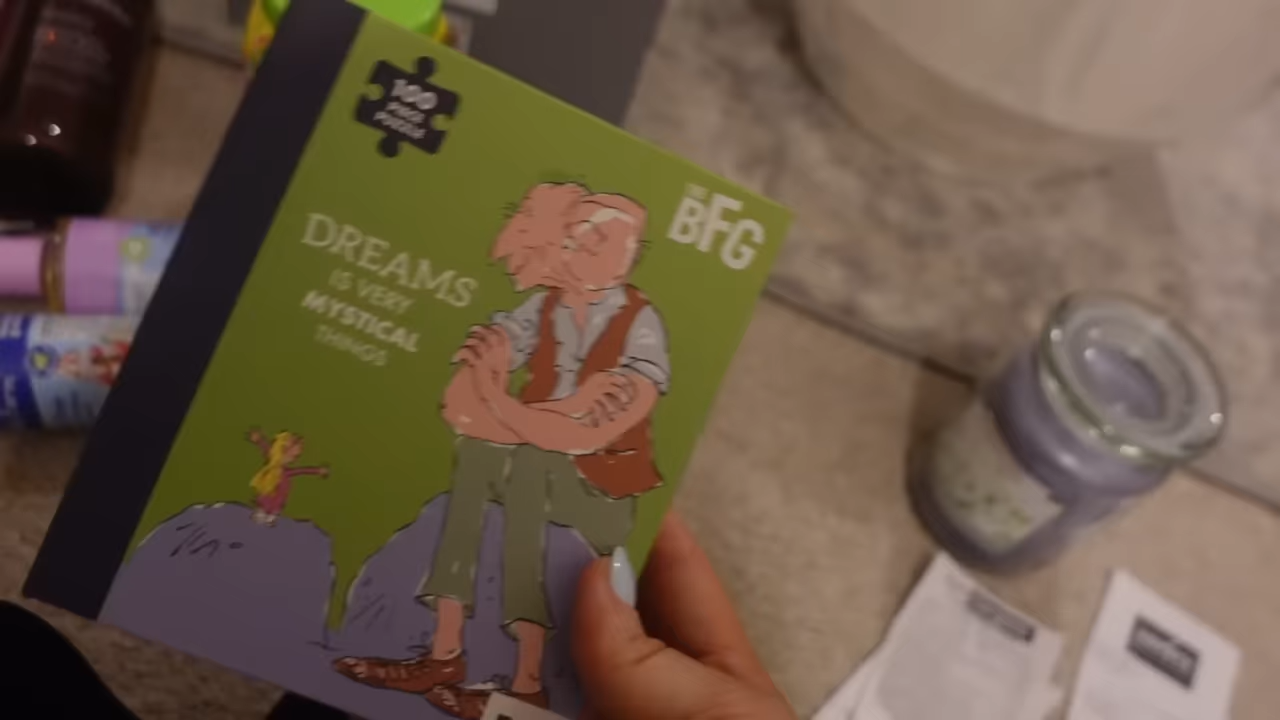 100
PIECE
PUZZLE
THE
BFG
DREAMS
IS VERY
MYSTICAL
THINGS